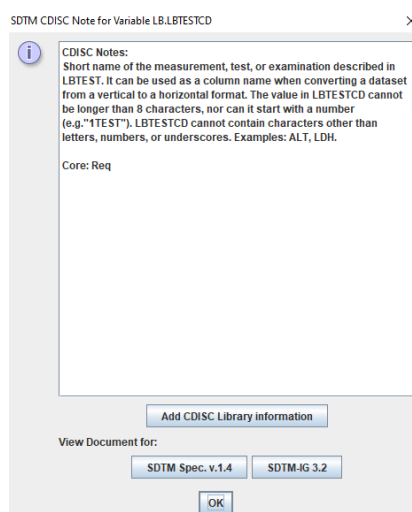 SDTM CDISC Note for Variable LB.LBTESTCD
CDISC Notes:
Short name of the measurement, test, or examination described in
LBTEST. It can be used as a column name when converting a dataset
from a vertical to a horizontal format. The value in LBTESTCD cannot
be longer than 8 characters, nor can it start with a number
(e.g."1TEST"). LBTESTCD cannot contain characters other than
letters, numbers, or underscores. Examples: ALT, LDH.
Core: Req
Add CDISC Library information
View Document for:
SDTM Spec. v.1.4 SDTM-IG 3.2
OK